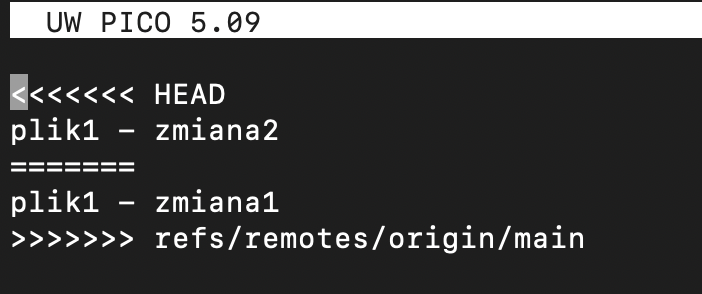 UW PICO 5.09
<<<<<<< HEAD
plik1 - zmiana2
=======
plik1 - zmiana1
>>>>>>> refs/remotes/origin/main